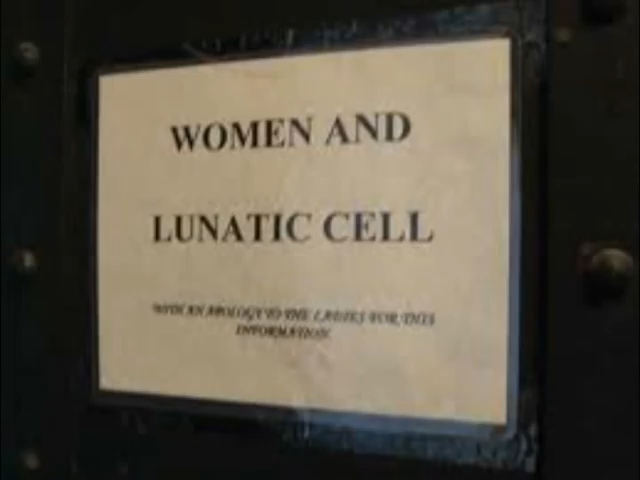 WOMEN AND
LUNATIC CELL
WITH AN APOLOGY TO THE LADIES FOR THIS
INFORMATION